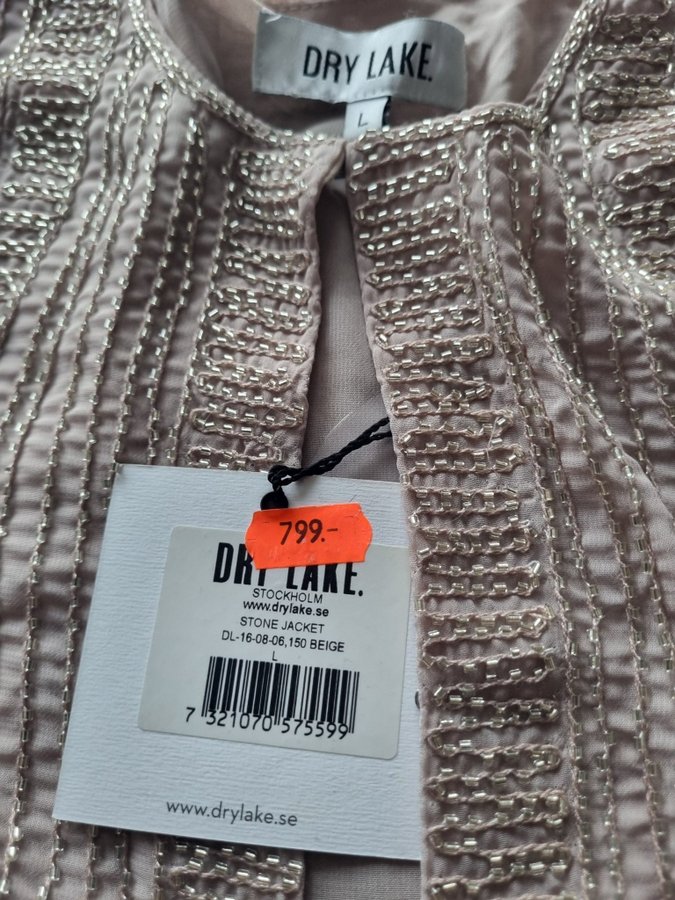 DRY LAKE.
L
799.-
DRY LAKE.
STOCKHOLM
www.drylake.se
STONE JACKET
DL-16-08-06,150 BEIGE
L
7 321070 575599
www.drylake.se